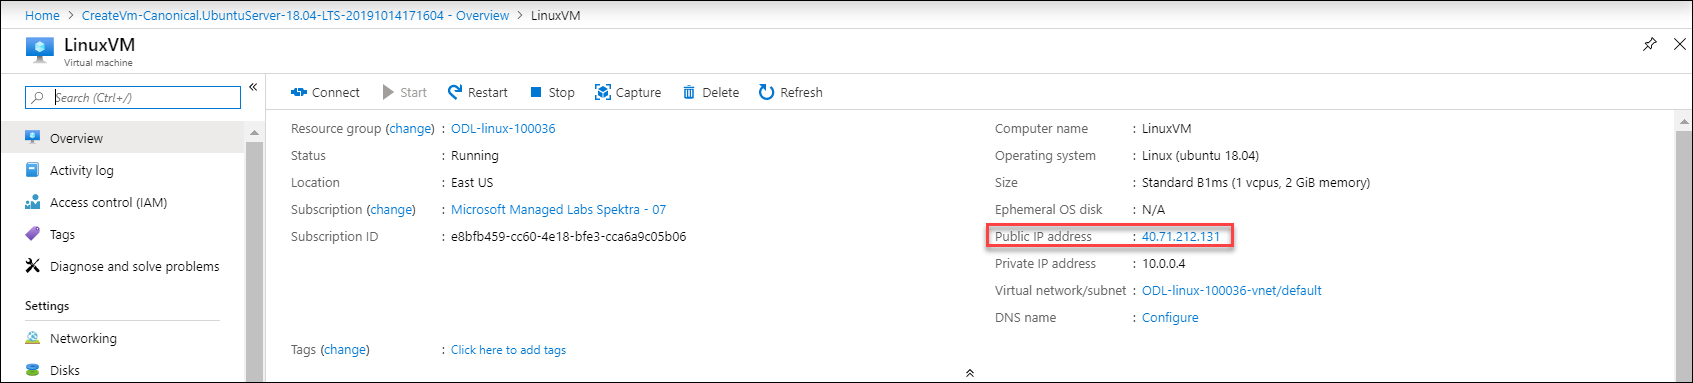 Home > CreateVm-Canonical.UbuntuServer-18.04-LTS-20191014171604 - Overview > LinuxVM
LinuxVM
Virtual machine
Search (Ctrl+/)
«
Overview
Activity log
Access control (IAM)
Tags
Diagnose and solve problems
Settings
Networking
Disks
Connect Start Restart Stop Capture Delete Refresh
Resource group (change) : ODL-linux-100036
Status : Running
Location : East US
Subscription (change) : Microsoft Managed Labs Spektra - 07
Subscription ID : e8bfb459-cc60-4e18-bfe3-cca6a9c05b06
Tags (change) : Click here to add tags
Computer name : LinuxVM
Operating system : Linux (ubuntu 18.04)
Size : Standard B1ms (1 vcpus, 2 GiB memory)
Ephemeral OS disk : N/A
Public IP address : 40.71.212.131
Private IP address : 10.0.0.4
Virtual network/subnet : ODL-linux-100036-vnet/default
DNS name : Configure